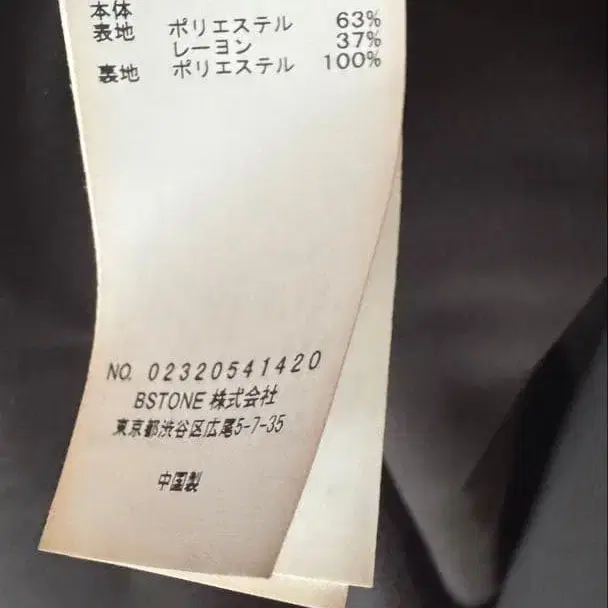 本体
表地 ポリエステル 63%
レーヨン 37%
裏地 ポリエステル 100%
NO. 02320541420
BSTONE 株式会社
東京都渋谷区広尾5-7-35
中国製